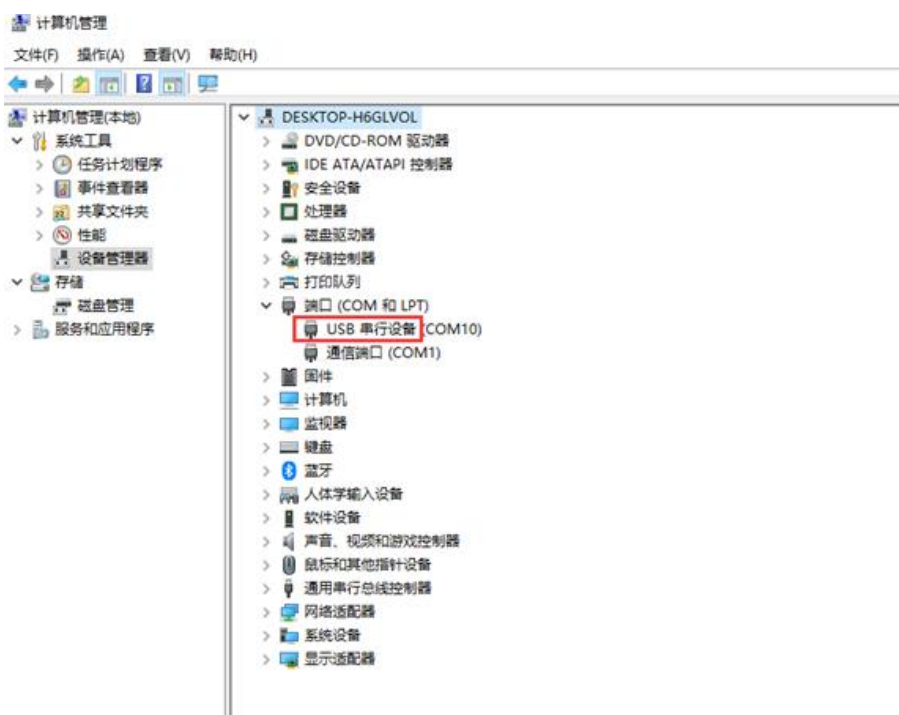 计算机管理
文件(F) 操作(A) 查看(V) 帮助(H)
计算机管理(本地)
系统工具
任务计划程序
事件查看器
共享文件夹
性能
设备管理器
存储
磁盘管理
服务和应用程序
DESKTOP-H6GLVOL
DVD/CD-ROM 驱动器
IDE ATA/ATAPI 控制器
安全设备
处理器
磁盘驱动器
存储控制器
打印队列
端口 (COM 和 LPT)
USB 串行设备 (COM10)
通信端口 (COM1)
固件
计算机
监视器
键盘
蓝牙
人体学输入设备
软件设备
声音、视频和游戏控制器
鼠标和其他指针设备
通用串行总线控制器
网络适配器
系统设备
显示适配器